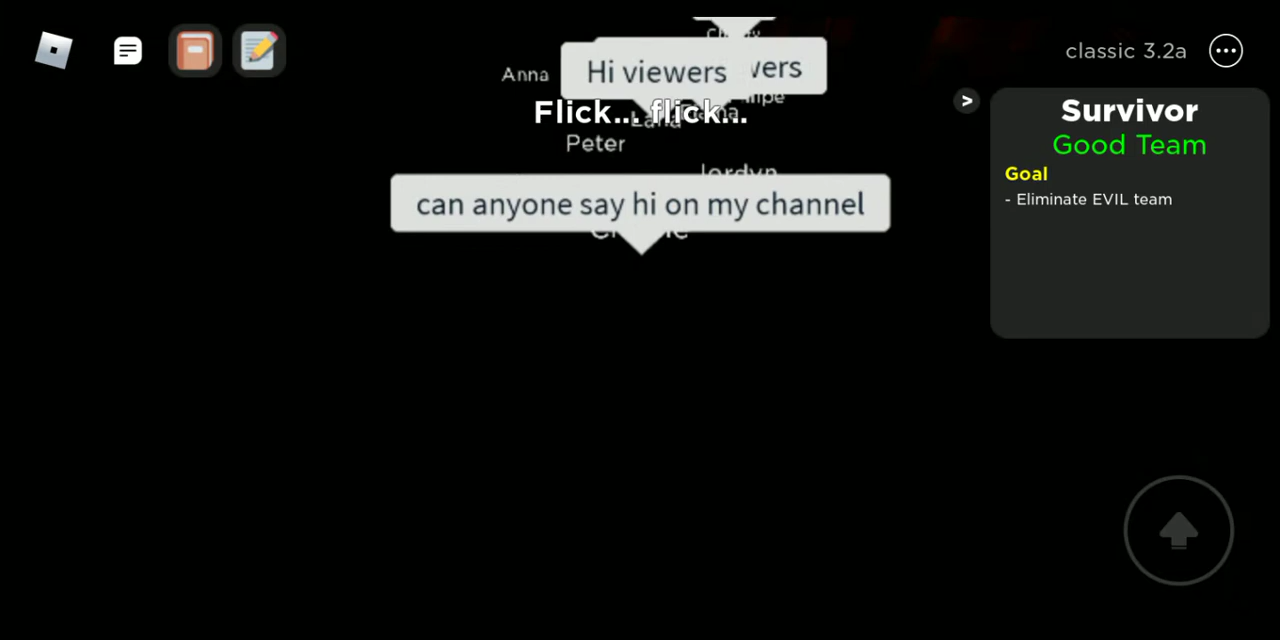 classic 3.2a
Anna
Hi viewers
Flick... flick...
Peter
can anyone say hi on my channel
>
Survivor
Good Team
Goal
- Eliminate EVIL team